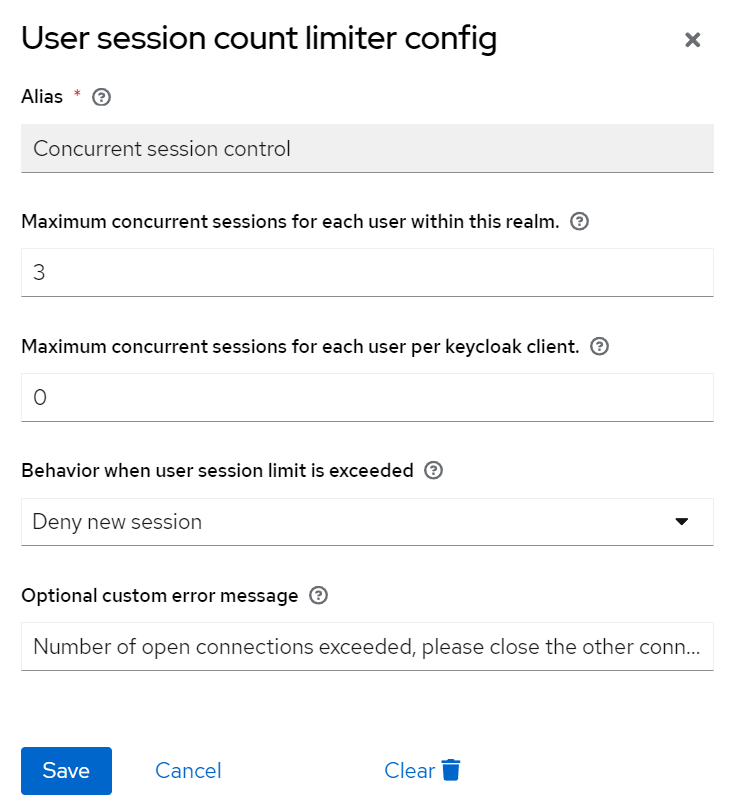 User session count limiter config
Alias *
Concurrent session control
Maximum concurrent sessions for each user within this realm.
3
Maximum concurrent sessions for each user per keycloak client.
0
Behavior when user session limit is exceeded
Deny new session
Optional custom error message
Number of open connections exceeded, please close the other conn...
Save Cancel Clear